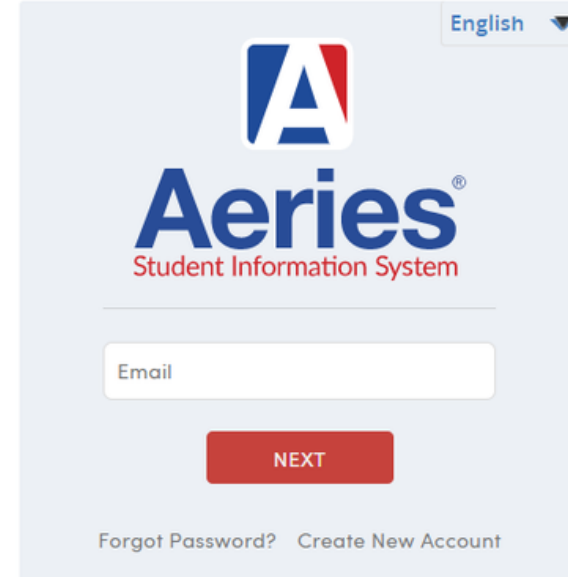 English
A
Aeries®
Student Information System
Email
NEXT
Forgot Password? Create New Account